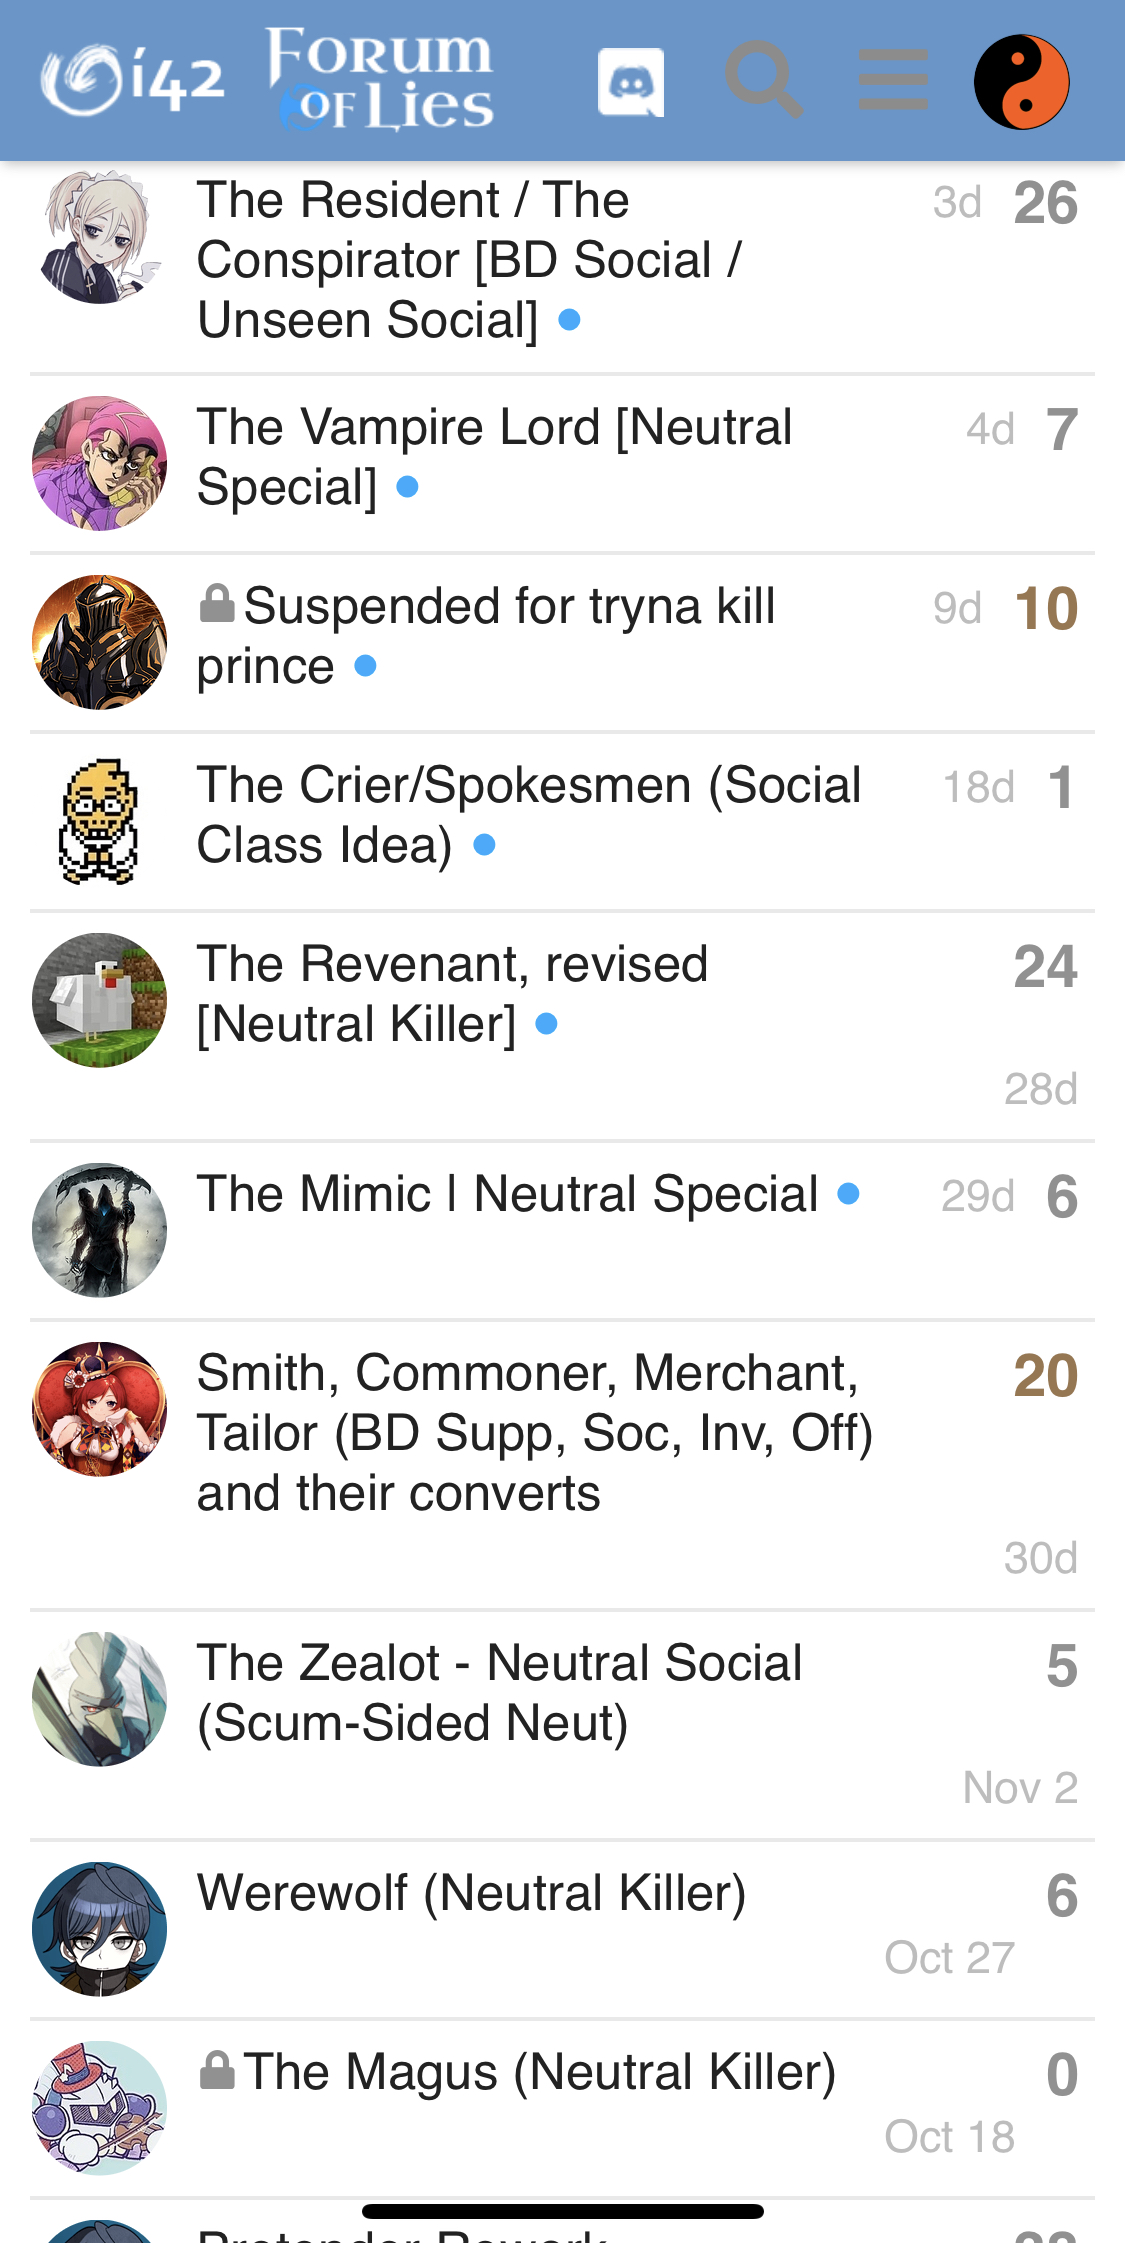 í42 FORUM OF LIES
The Resident / The 3d 26
Conspirator [BD Social /
Unseen Social]
The Vampire Lord [Neutral 4d 7
Special]
Suspended for tryna kill 9d 10
prince
The Crier/Spokesmen (Social 18d 1
Class Idea)
The Revenant, revised 24
[Neutral Killer]
28d
The Mimic I Neutral Special 29d 6
Smith, Commoner, Merchant, 20
Tailor (BD Supp, Soc, Inv, Off)
and their converts
30d
The Zealot - Neutral Social 5
(Scum-Sided Neut)
Nov 2
Werewolf (Neutral Killer) 6
Oct 27
The Magus (Neutral Killer) 0
Oct 18
Pretender Rework